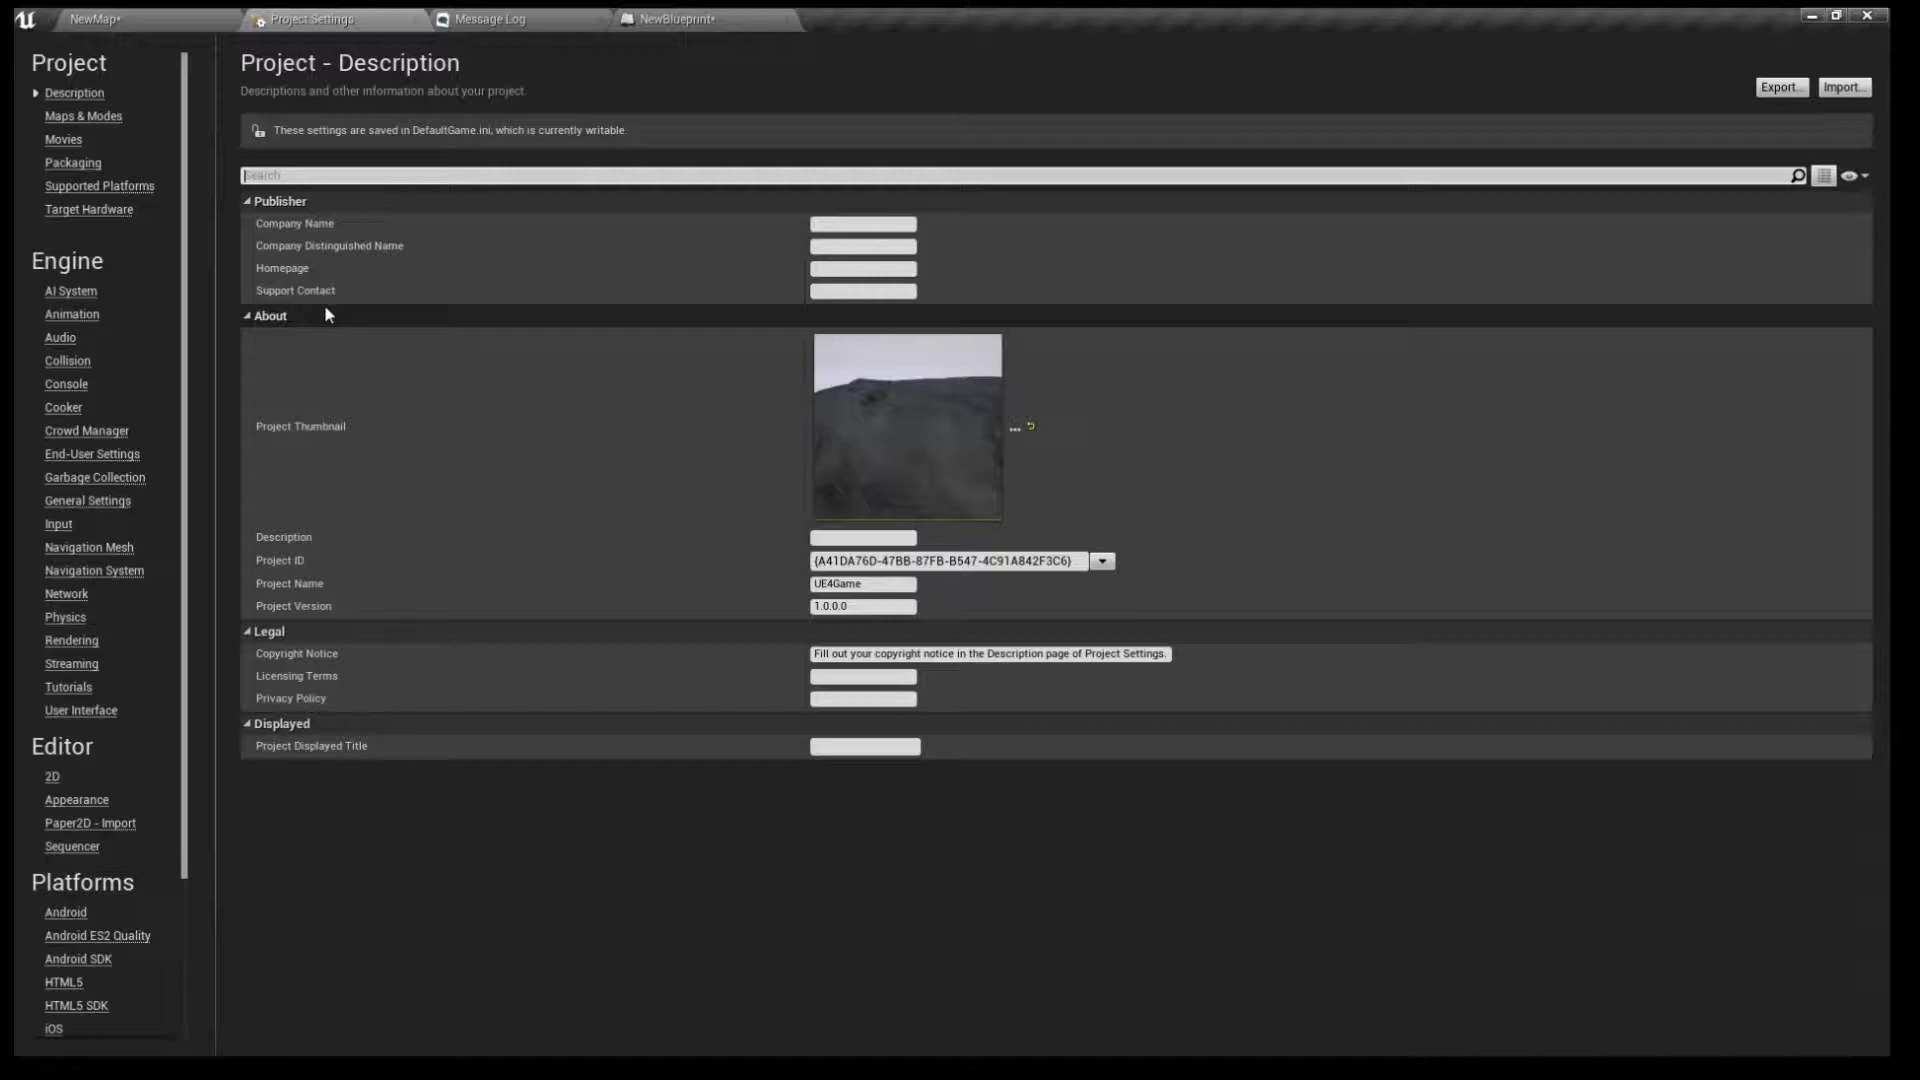 NewMap*
Project Settings
Message Log
NewBlueprint*
Project
Description
Maps & Modes
Movies
Packaging
Supported Platforms
Target Hardware
Engine
AI System
Animation
Audio
Collision
Console
Cooker
Crowd Manager
End-User Settings
Garbage Collection
General Settings
Input
Navigation Mesh
Navigation System
Network
Physics
Rendering
Streaming
Tutorials
User Interface
Editor
2D
Appearance
Paper2D - Import
Sequencer
Platforms
Android
Android ES2 Quality
Android SDK
HTML5
HTML5 SDK
iOS
Project - Description
Descriptions and other information about your project.
Export...
Import...
These settings are saved in DefaultGame.ini, which is currently writable.
Search
Publisher
Company Name
Company Distinguished Name
Homepage
Support Contact
About
Project Thumbnail
...
Description
Project ID
{A41DA76D-47BB-87FB-B547-4C91A842F3C6}
Project Name
UE4Game
Project Version
1.0.0.0
Legal
Copyright Notice
Fill out your copyright notice in the Description page of Project Settings.
Licensing Terms
Privacy Policy
Displayed
Project Displayed Title